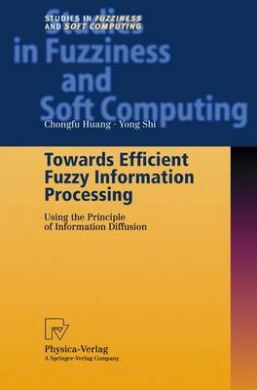 STUDIES IN FUZZINESS
AND SOFT COMPUTING
Studies
in Fuzziness
and
Soft Computing
Chongfu Huang · Yong Shi
Towards Efficient
Fuzzy Information
Processing
Using the Principle
of Information Diffusion
Physica-Verlag
A Springer-Verlag Company